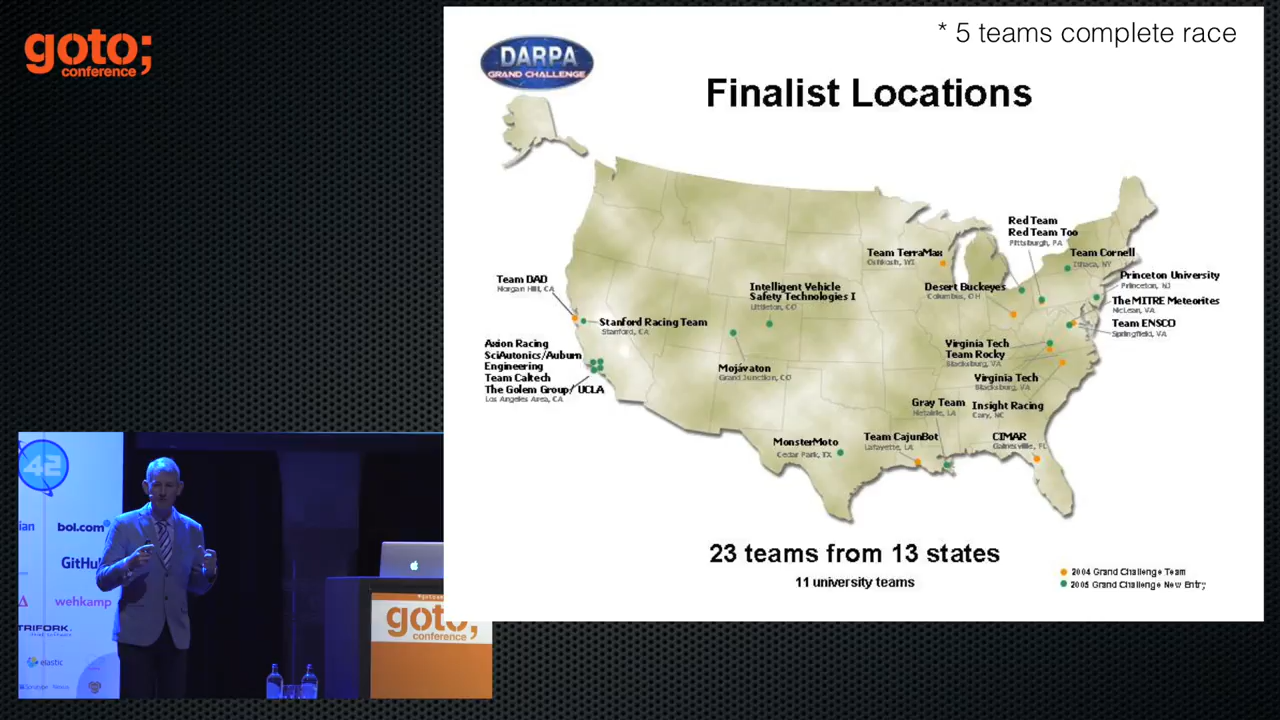 goto;
conference
* 5 teams complete race
DARPA
GRAND CHALLENGE
Finalist Locations
Red Team
Red Team Too
Pittsburgh, PA
Team TerraMax
Oshkosh, WI
Team Cornell
Ithaca, NY
Team DAD
Morgan Hill, CA
Intelligent Vehicle
Safety Technologies I
Littleton, CO
Desert Buckeyes
Columbus, OH
Princeton University
Princeton, NJ
The MITRE Meteorites
McLean, VA
Stanford Racing Team
Stanford, CA
Team ENSCO
Springfield, VA
Axion Racing
SciAutonics/Auburn
Engineering
Team Caltech
The Golem Group/ UCLA
Los Angeles Area, CA
Virginia Tech
Team Rocky
Blacksburg, VA
Mojávaton
Grand Junction, CO
Virginia Tech
Blacksburg, VA
Gray Team
Metairie, LA
Insight Racing
Cary, NC
MonsterMoto
Cedar Park, TX
Team CajunBot
Lafayette, LA
CIMAR
Gainesville, FL
23 teams from 13 states
11 university teams
2004 Grand Challenge Team
2005 Grand Challenge New Entry
42
ian
bol.com
GitHub
wehkamp
TRIFORK.
elastic
goto;
conference